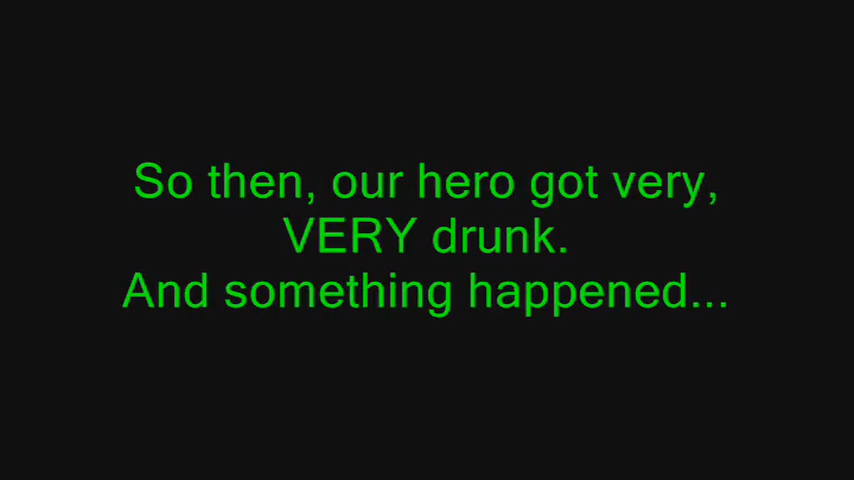 So then, our hero got very,
VERY drunk.
And something happened...